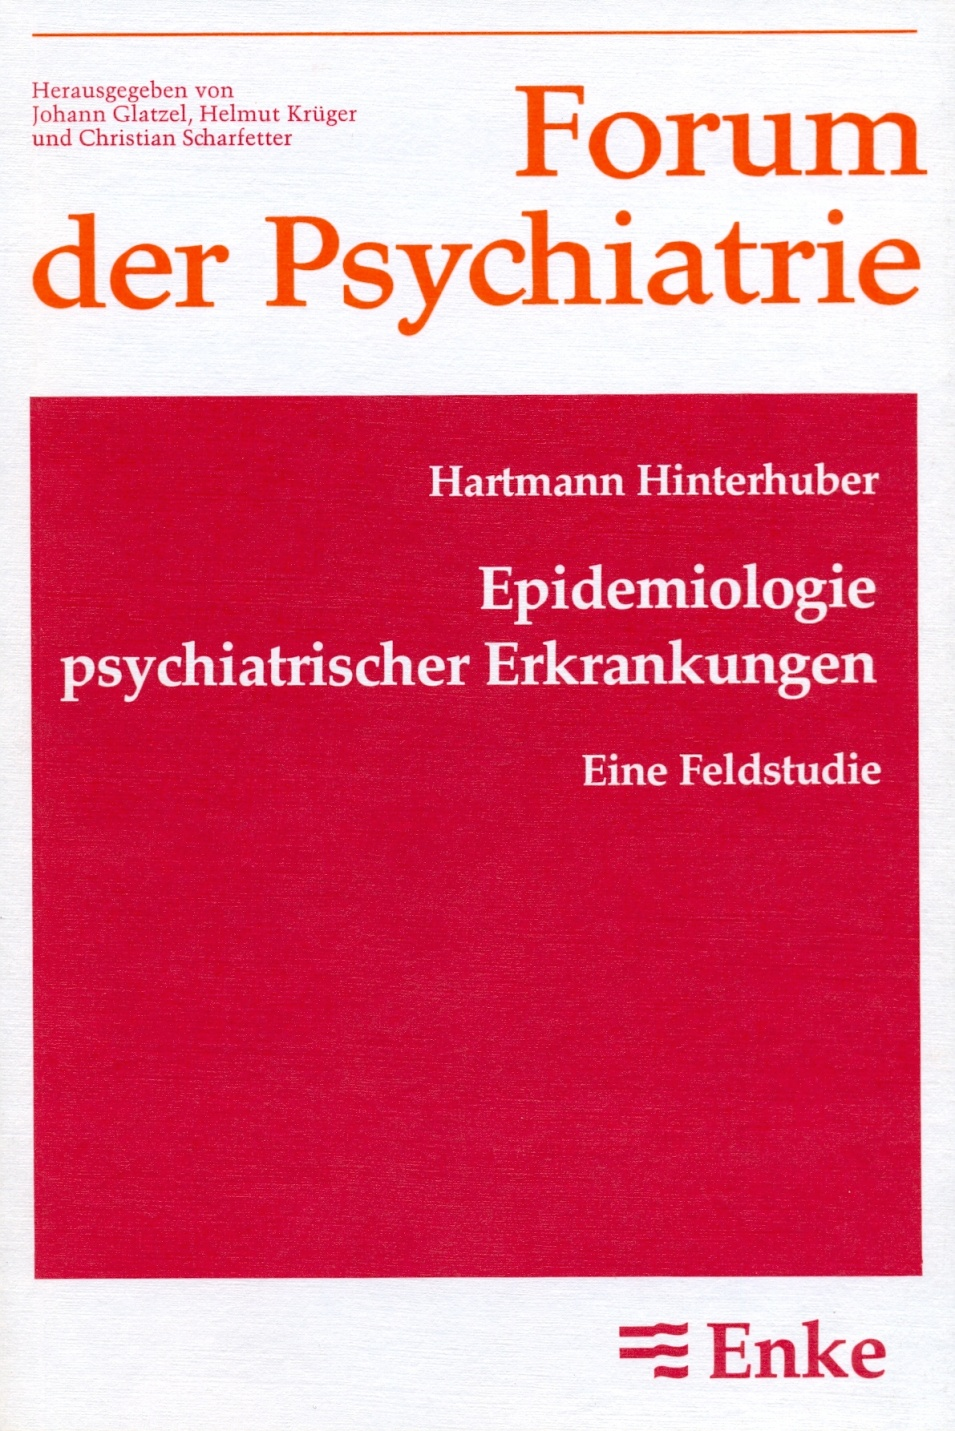 Herausgegeben von
Johann Glatzel, Helmut Krüger
und Christian Scharfetter
Forum
der Psychiatrie
Hartmann Hinterhuber
Epidemiologie
psychiatrischer Erkrankungen
Eine Feldstudie
Enke